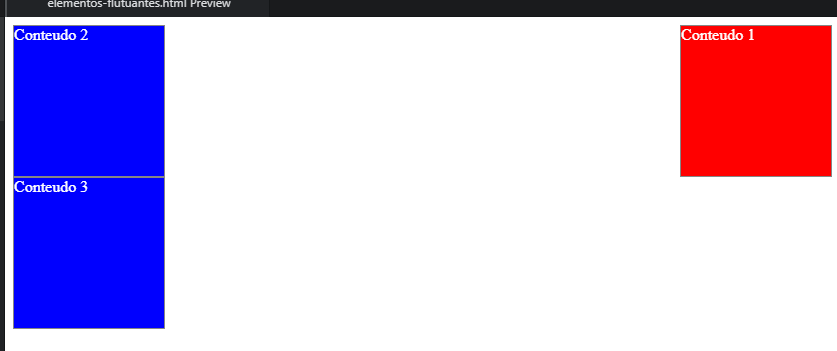 elementos-flutuantes.html Preview
Conteudo 2
Conteudo 1
Conteudo 3